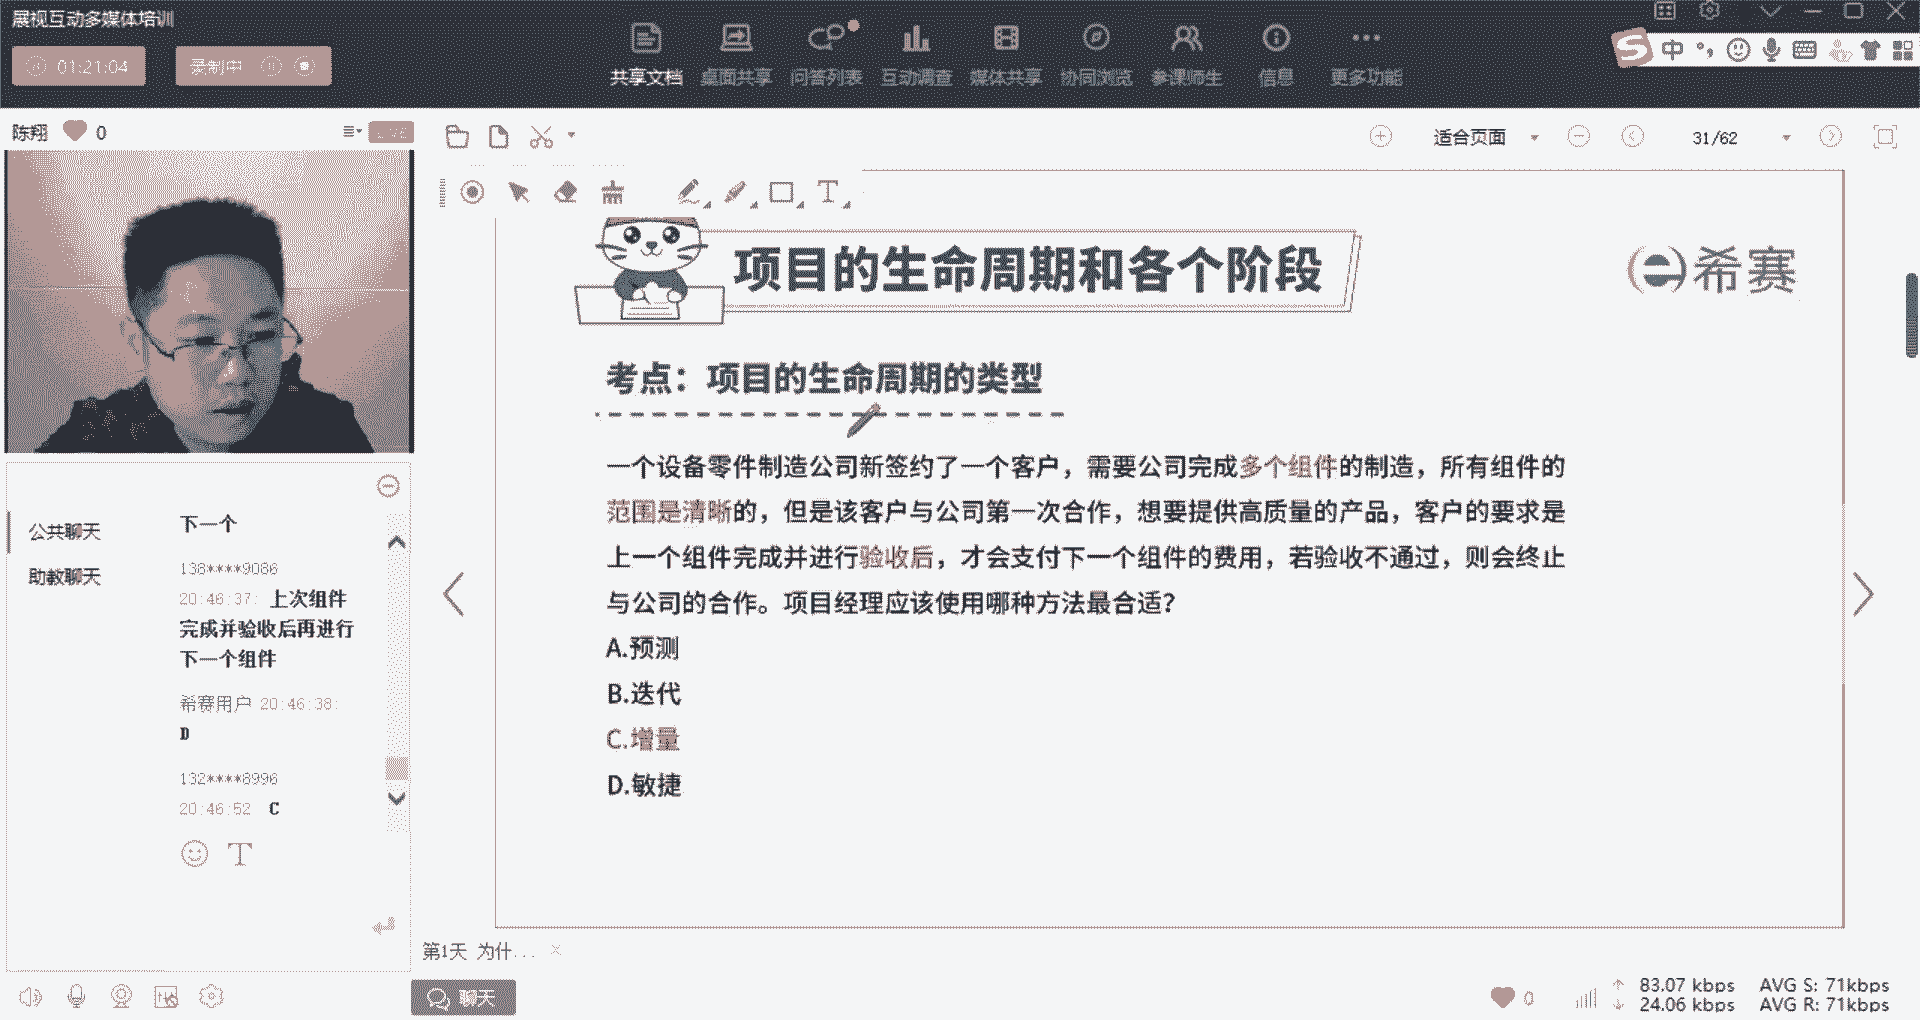 展视互动多媒体培训
01:21:04
录制中
共享文档 桌面共享 问答列表 互动调查 媒体共享 协同浏览 参课师生 信息 更多功能
中
陈翔 0
适合页面
31/62
T
项目的生命周期和各个阶段
希赛
考点：项目的生命周期的类型
一个设备零件制造公司新签约了一个客户，需要公司完成多个组件的制造，所有组件的
范围是清晰的，但是该客户与公司第一次合作，想要提供高质量的产品，客户的要求是
上一个组件完成并进行验收后，才会支付下一个组件的费用，若验收不通过，则会终止
与公司的合作。项目经理应该使用哪种方法最合适？
A.预测
B.迭代
C.增量
D.敏捷
公共聊天
助教聊天
下一个
138****9086
20:46:37: 上次组件
完成并验收后再进行
下一个组件
希赛用户 20:46:38:
D
132****8996
20:46:52 C
T
第1天 为什...
聊天
0
83.07 kbps AVG S: 71kbps
24.06 kbps AVG R: 71kbps